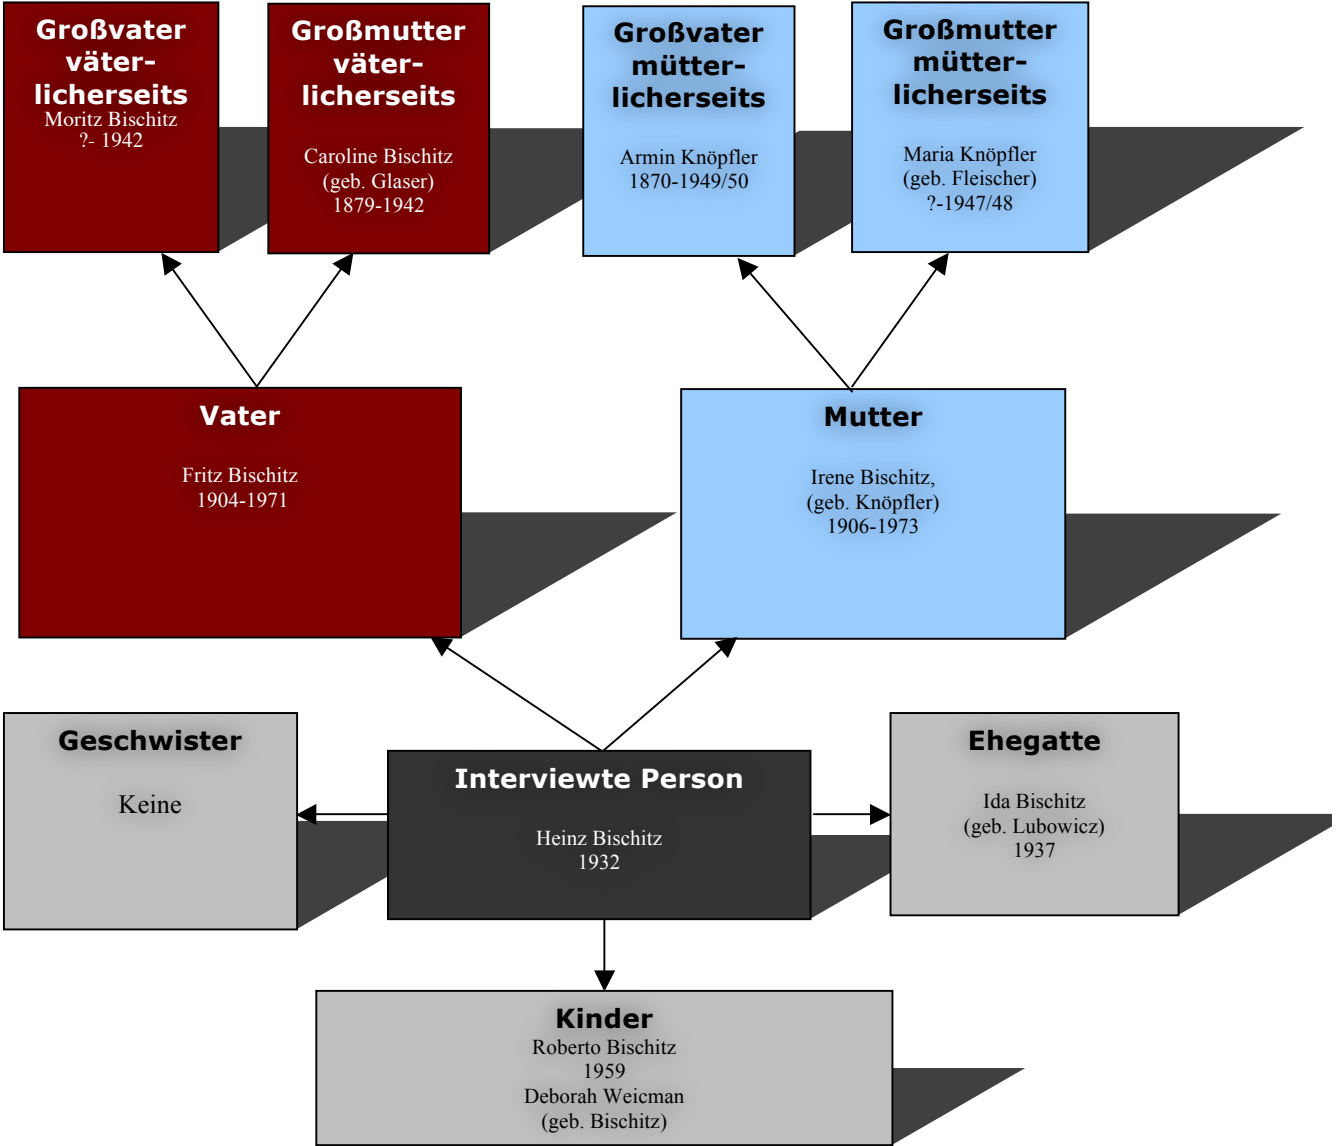 Großvater
väter-
licherseits
Moritz Bischitz
?- 1942
Großmutter
väter-
licherseits
Caroline Bischitz
(geb. Glaser)
1879-1942
Großvater
mütter-
licherseits
Armin Knöpfler
1870-1949/50
Großmutter
mütter-
licherseits
Maria Knöpfler
(geb. Fleischer)
?-1947/48
Vater
Fritz Bischitz
1904-1971
Mutter
Irene Bischitz,
(geb. Knöpfler)
1906-1973
Geschwister
Keine
Interviewte Person
Heinz Bischitz
1932
Ehegatte
Ida Bischitz
(geb. Lubowicz)
1937
Kinder
Roberto Bischitz
1959
Deborah Weicman
(geb. Bischitz)